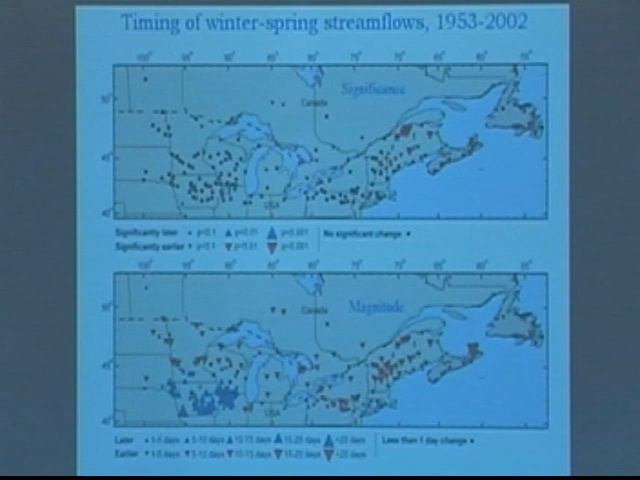 Timing of winter-spring streamflows, 1953-2002
Significance
Canada
USA
Significantly later p<0.1 p<0.01 p<0.001 No significant change
Significantly earlier p<0.1 p<0.01 p<0.001
Magnitude
Canada
USA
Later 1-5 days 5-10 days 10-15 days 15-20 days >20 days Less than 1 day change
Earlier 1-5 days 5-10 days 10-15 days 15-20 days >20 days